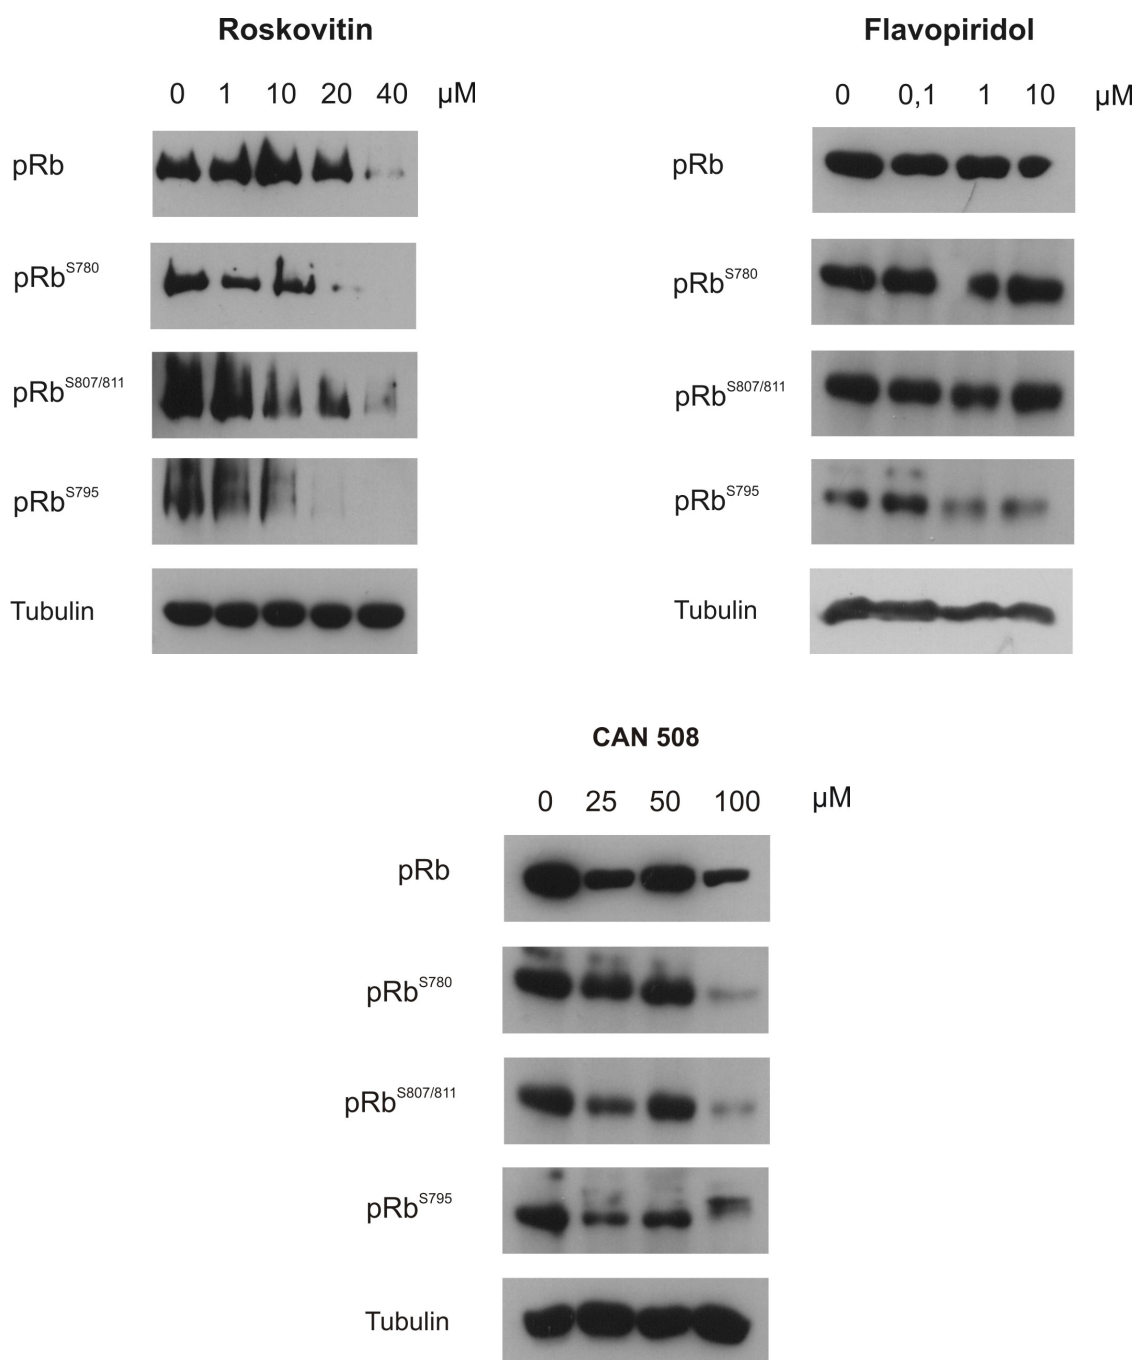 Roskovitin
0 1 10 20 40 µM
pRb
pRbS780
pRbS807/811
pRbS795
Tubulin
Flavopiridol
0 0,1 1 10 µM
pRb
pRbS780
pRbS807/811
pRbS795
Tubulin
CAN 508
0 25 50 100 µM
pRb
pRbS780
pRbS807/811
pRbS795
Tubulin